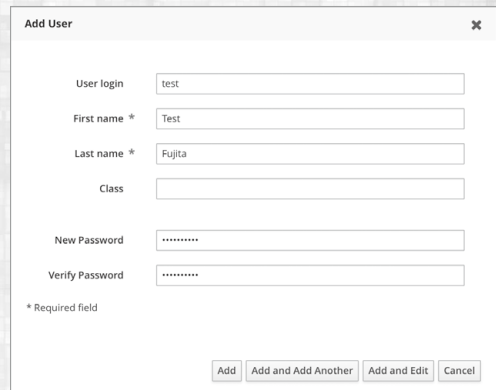 Add User ✖
User login test
First name * Test
Last name * Fujita
Class
New Password ••••••••••
Verify Password ••••••••••
* Required field
Add Add and Add Another Add and Edit Cancel